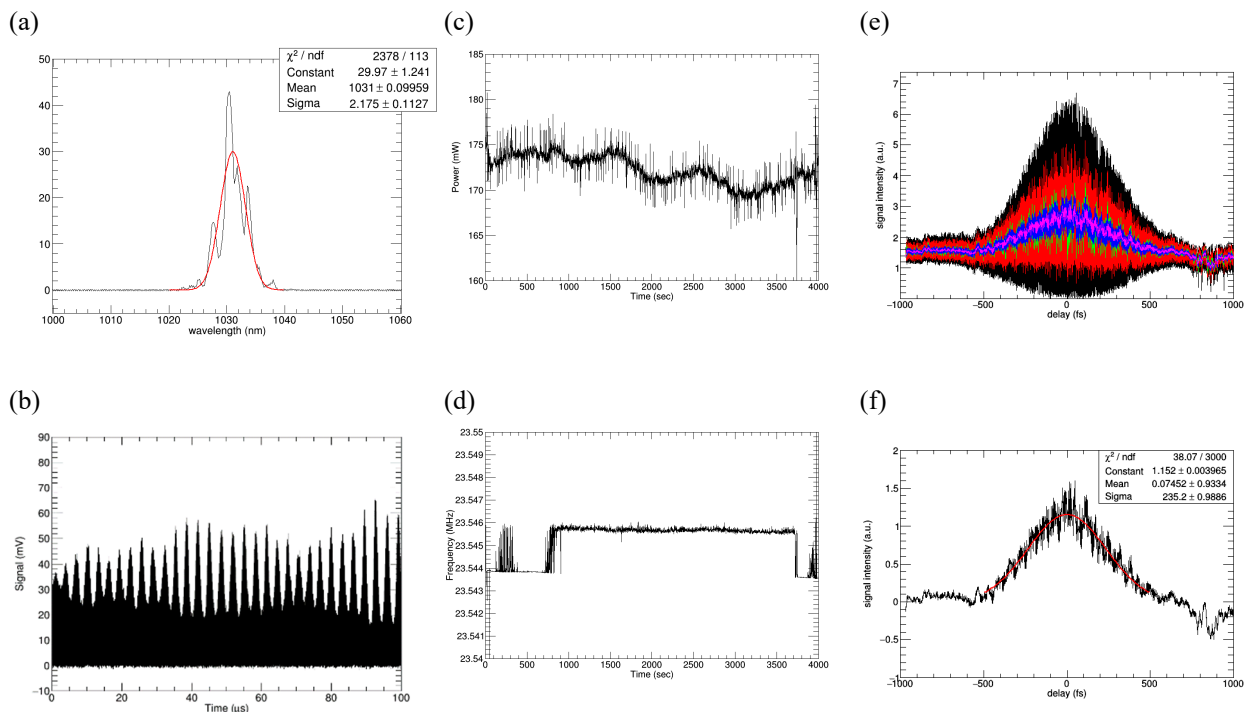 (a)
50
40
30
20
10
0
1000 1010 1020 1030 1040 1050 1060
wavelength (nm)
χ² / ndf 2378 / 113
Constant 29.97 ± 1.241
Mean 1031 ± 0.09959
Sigma 2.175 ± 0.1127
(c)
185
180
175
170
165
160
Power (mW)
0 500 1000 1500 2000 2500 3000 3500 4000
Time (sec)
(e)
7
6
5
4
3
2
1
signal intensity (a.u.)
−1000 −500 0 500 1000
delay (fs)
(b)
90
80
70
60
50
40
30
20
10
0
−10
Signal (mV)
0 20 40 60 80 100
Time (μs)
(d)
23.55
23.549
23.548
23.547
23.546
23.545
23.544
23.543
23.542
23.541
23.54
Frequency (MHz)
0 500 1000 1500 2000 2500 3000 3500 4000
Time (sec)
(f)
2
1.5
1
0.5
0
−0.5
signal intensity (a.u.)
−1000 −500 0 500 1000
delay (fs)
χ² / ndf 38.07 / 3000
Constant 1.152 ± 0.003965
Mean 0.07452 ± 0.9334
Sigma 235.2 ± 0.9886